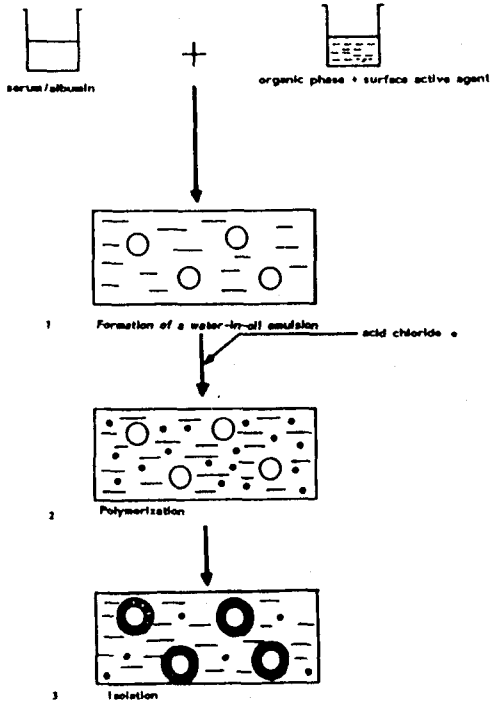 serum/albumin
+
organic phase + surface active agent
1 Formation of a water-in-oil emulsion
acid chloride •
2 Polymerization
3 Isolation